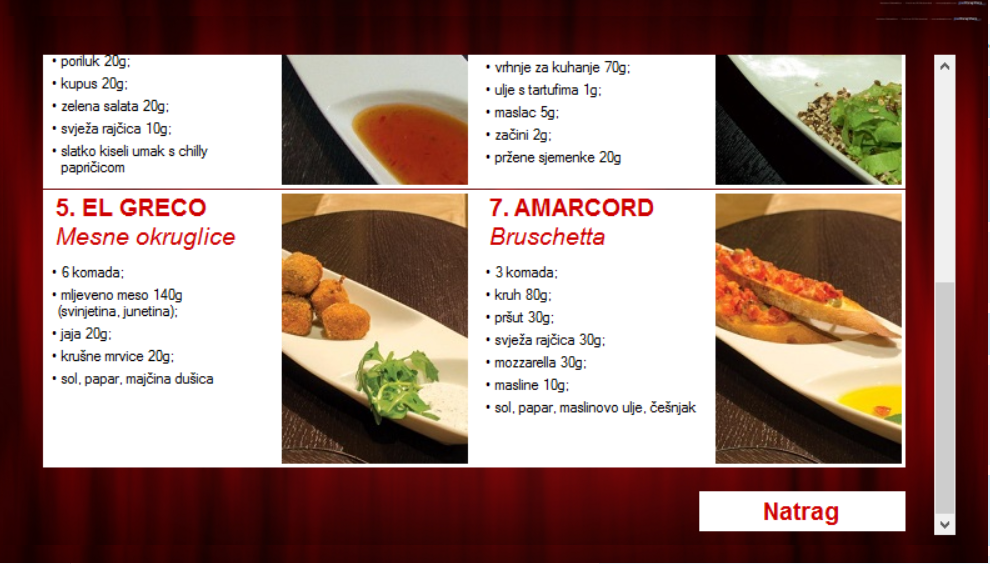 • poriluk 20g;
• kupus 20g;
• zelena salata 20g;
• svježa rajčica 10g;
• slatko kiseli umak s chilly
papričicom
• vrhnje za kuhanje 70g;
• ulje s tartufima 1g;
• maslac 5g;
• začini 2g;
• pržene sjemenke 20g
5. EL GRECO
Mesne okruglice
• 6 komada;
• mljeveno meso 140g
(svinjetina, junetina);
• jaja 20g;
• krušne mrvice 20g;
• sol, papar, majčina dušica
7. AMARCORD
Bruschetta
• 3 komada;
• kruh 80g;
• pršut 30g;
• svježa rajčica 30g;
• mozzarella 30g;
• masline 10g;
• sol, papar, maslinovo ulje, češnjak
Natrag